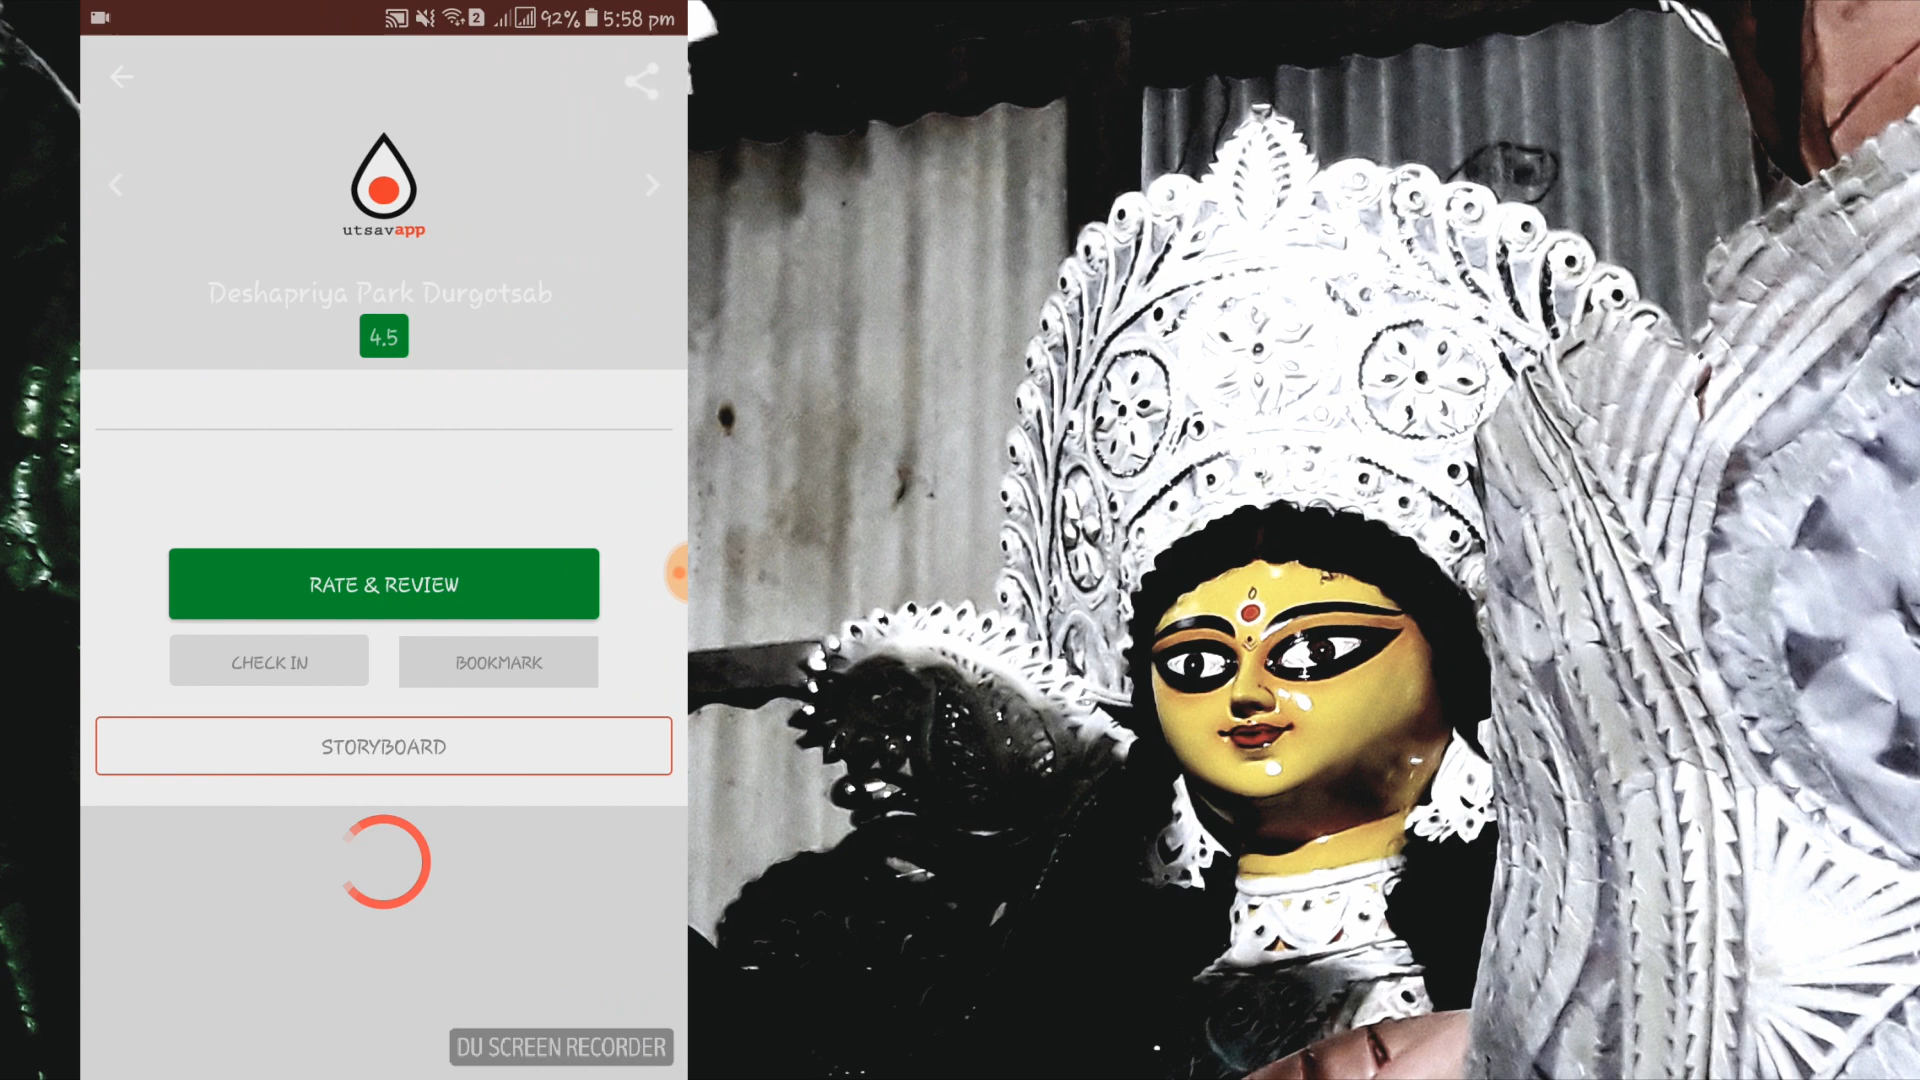 2 92% 5:58 pm
utsavapp
Deshapriya Park Durgotsab
4.5
RATE & REVIEW
CHECK IN BOOKMARK
STORYBOARD
DU SCREEN RECORDER